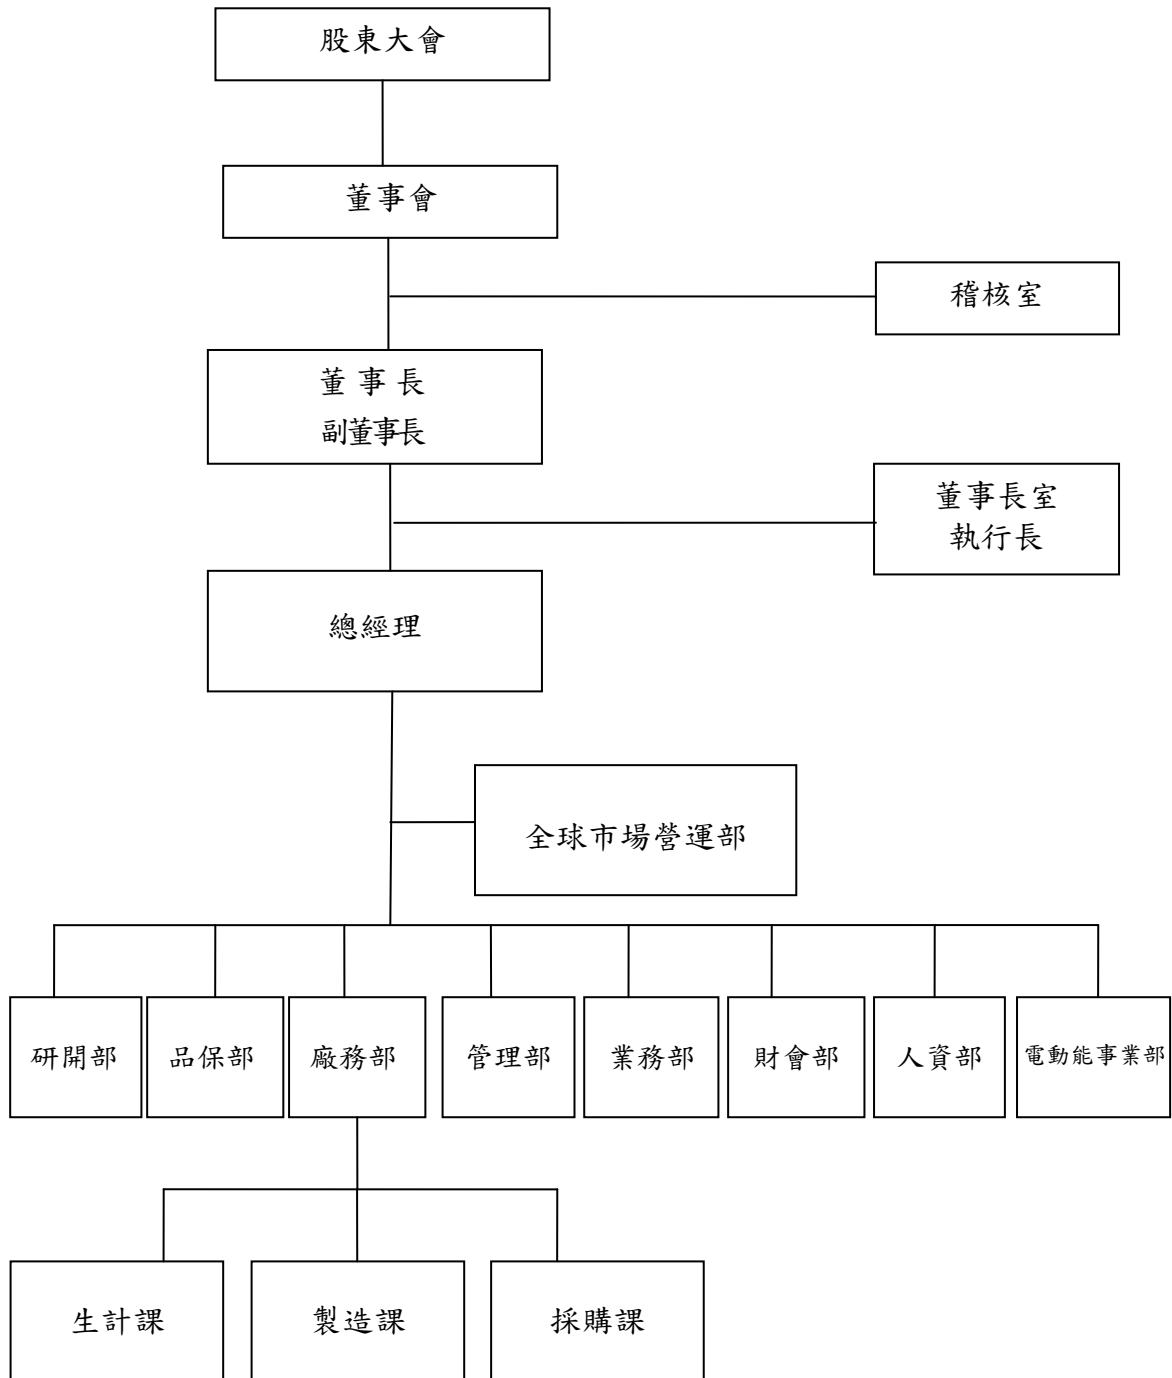 股東大會
董事會
稽核室
董事長
副董事長
董事長室
執行長
總經理
全球市場營運部
研開部
品保部
廠務部
管理部
業務部
財會部
人資部
電動能事業部
生計課
製造課
採購課